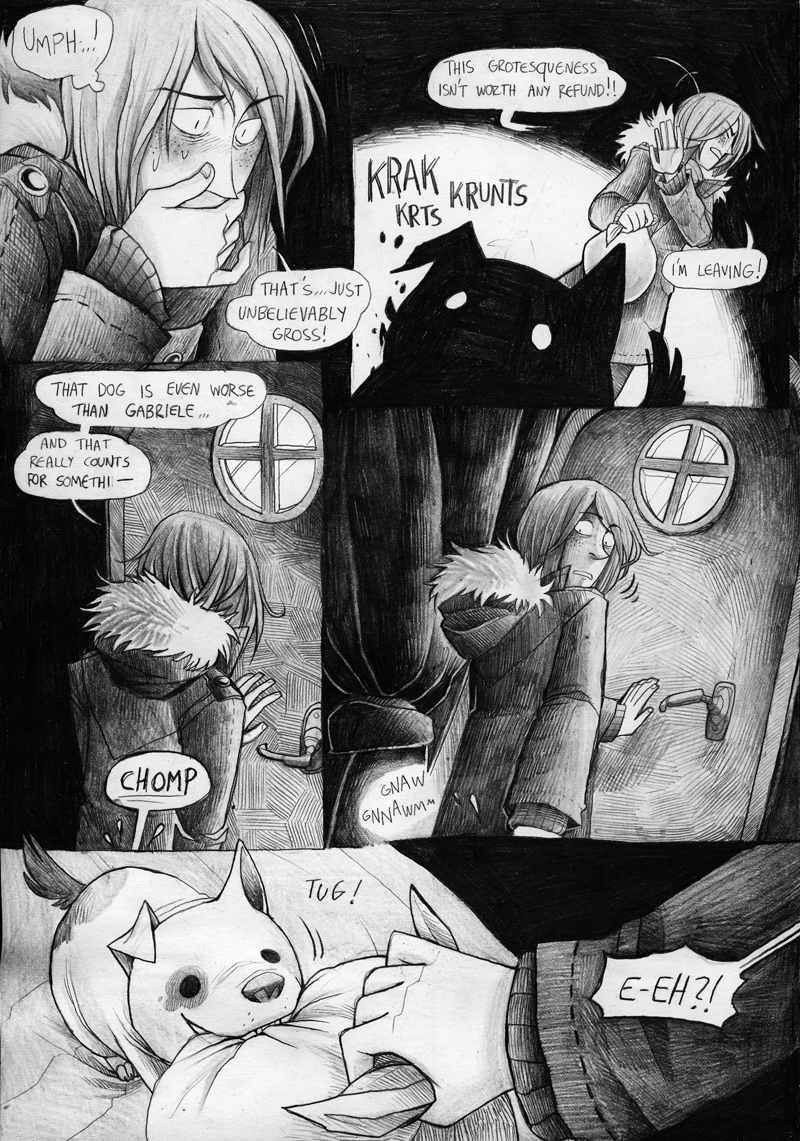 UMPH...!
THAT'S...JUST
UNBELIEVABLY
GROSS!
THIS GROTESQUENESS
ISN'T WORTH ANY REFUND!!
KRAK
KRTS
KRUNTS
I'M LEAVING!
THAT DOG IS EVEN WORSE
THAN GABRIELE...
AND THAT
REALLY COUNTS
FOR SOMETHI—
CHOMP
GNAW
GNNAWMM
TUG!
E-EH?!